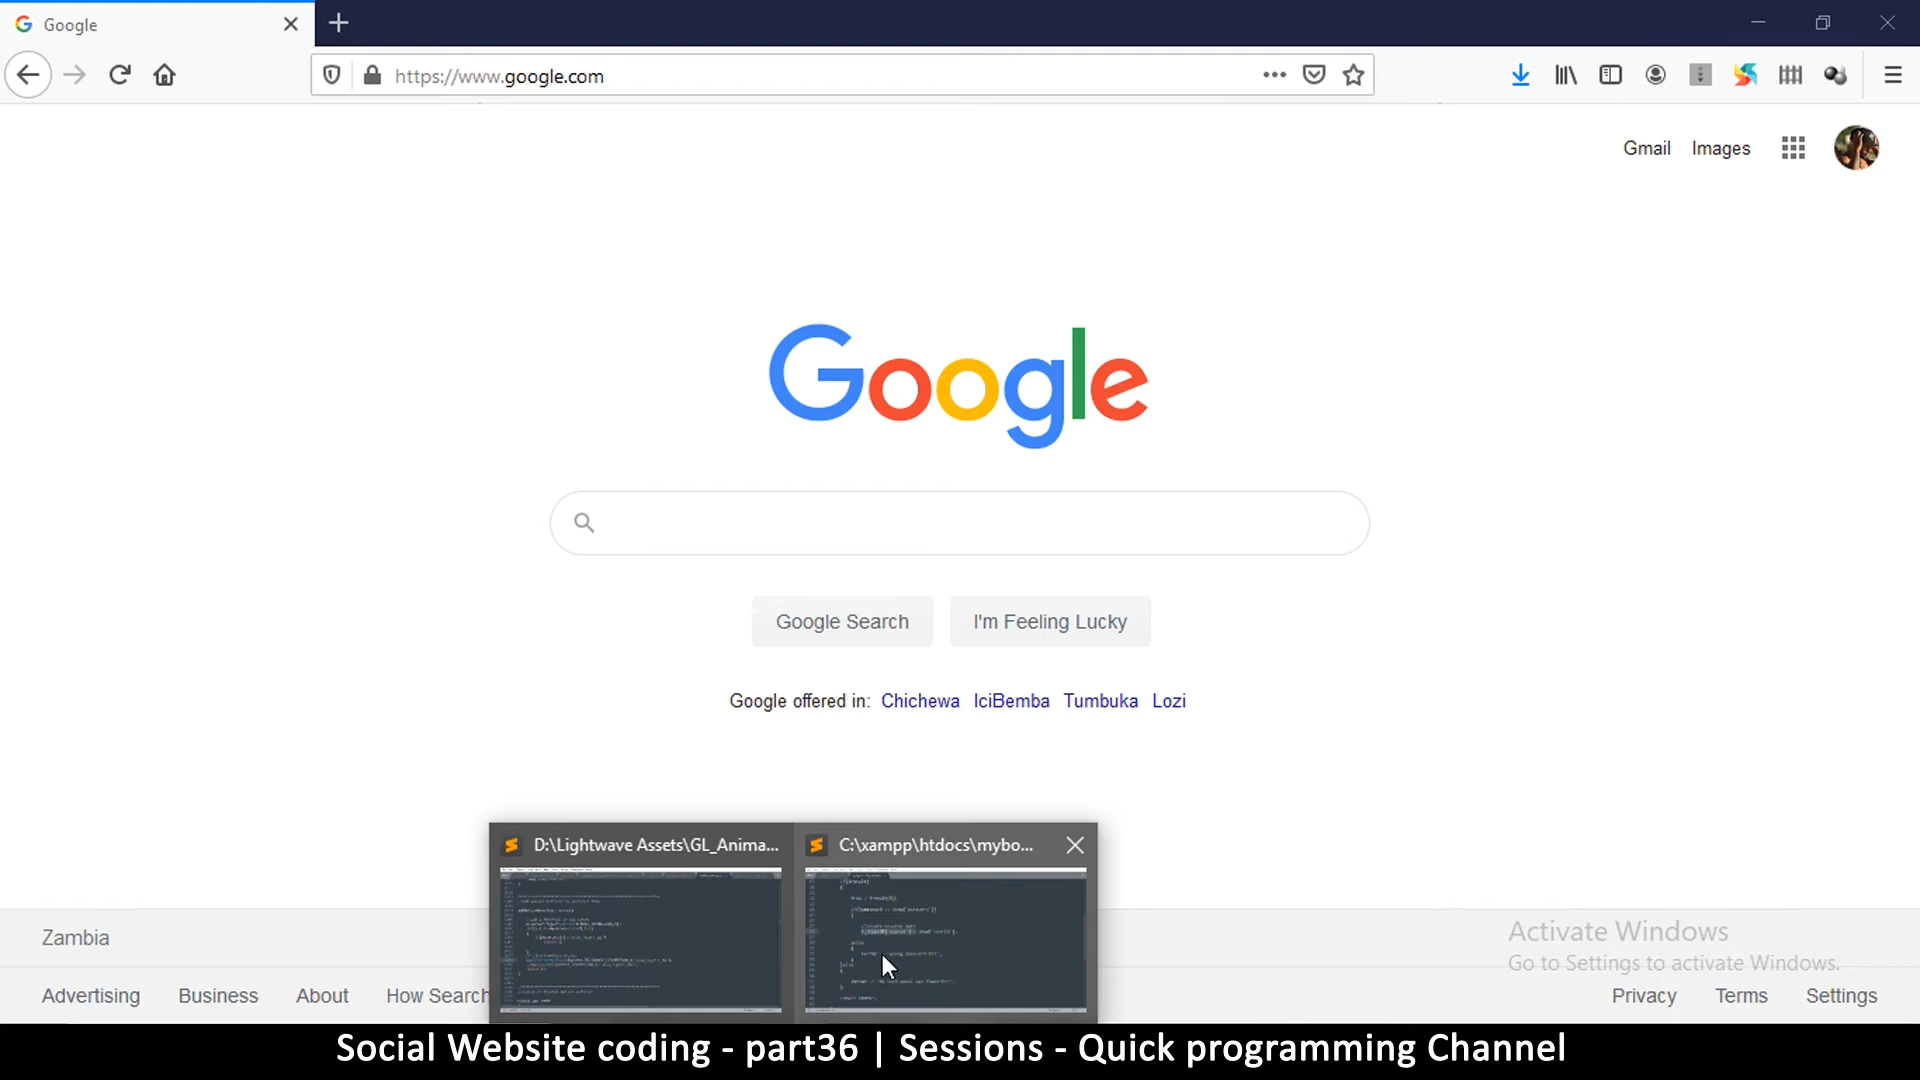 Google
https://www.google.com
Gmail Images
Google
Google Search
I'm Feeling Lucky
Google offered in: Chichewa IciBemba Tumbuka Lozi
D:\Lightwave Assets\GL_Anima...
C:\xampp\htdocs\mybo...
Activate Windows
Go to Settings to activate Windows.
Zambia
Advertising Business About How Search
Privacy Terms Settings
Social Website coding - part36 | Sessions - Quick programming Channel